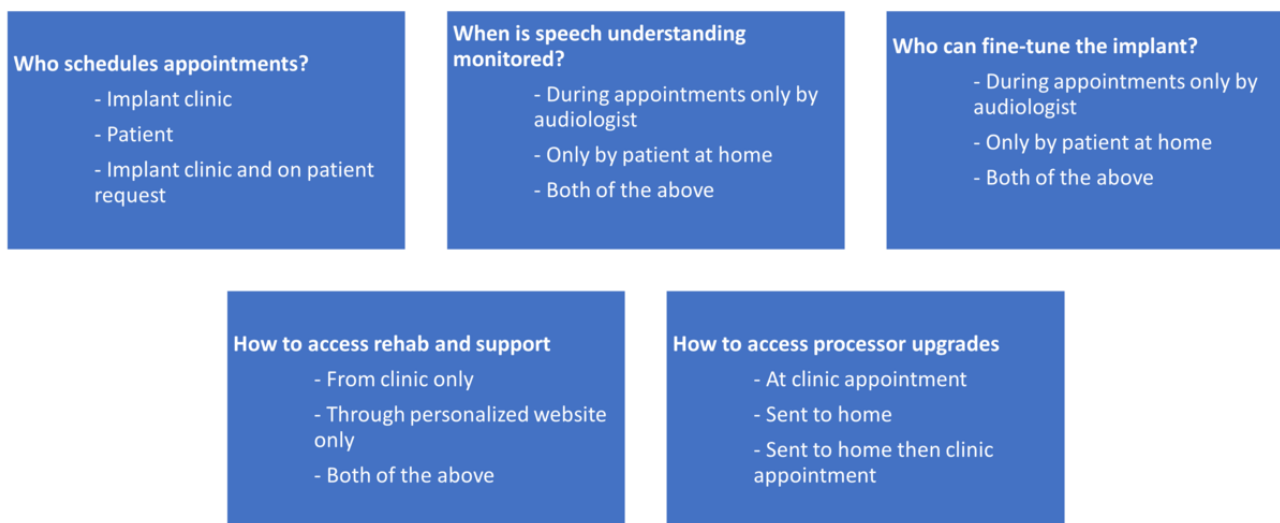 Who schedules appointments?
- Implant clinic
- Patient
- Implant clinic and on patient
request
When is speech understanding
monitored?
- During appointments only by
audiologist
- Only by patient at home
- Both of the above
Who can fine-tune the implant?
- During appointments only by
audiologist
- Only by patient at home
- Both of the above
How to access rehab and support
- From clinic only
- Through personalized website
only
- Both of the above
How to access processor upgrades
- At clinic appointment
- Sent to home
- Sent to home then clinic
appointment